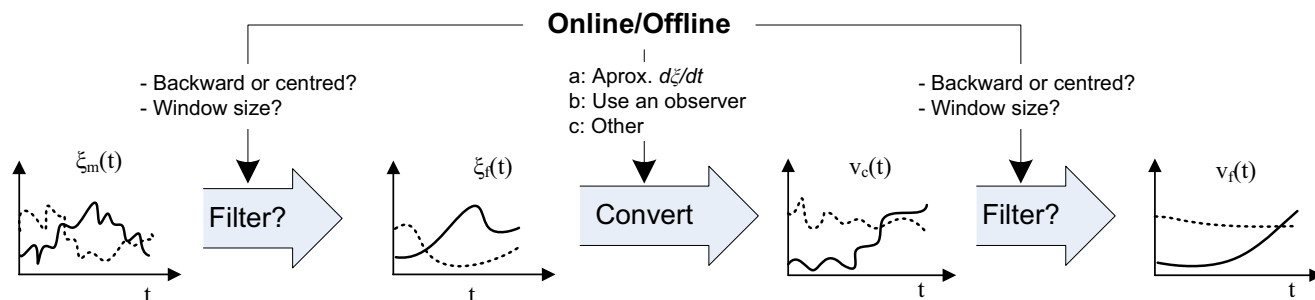 Online/Offline
- Backward or centred?
- Window size?
a: Aprox. dξ/dt
b: Use an observer
c: Other
- Backward or centred?
- Window size?
ξm(t)
Filter?
ξf(t)
Convert
vc(t)
Filter?
vf(t)
t
t
t
t